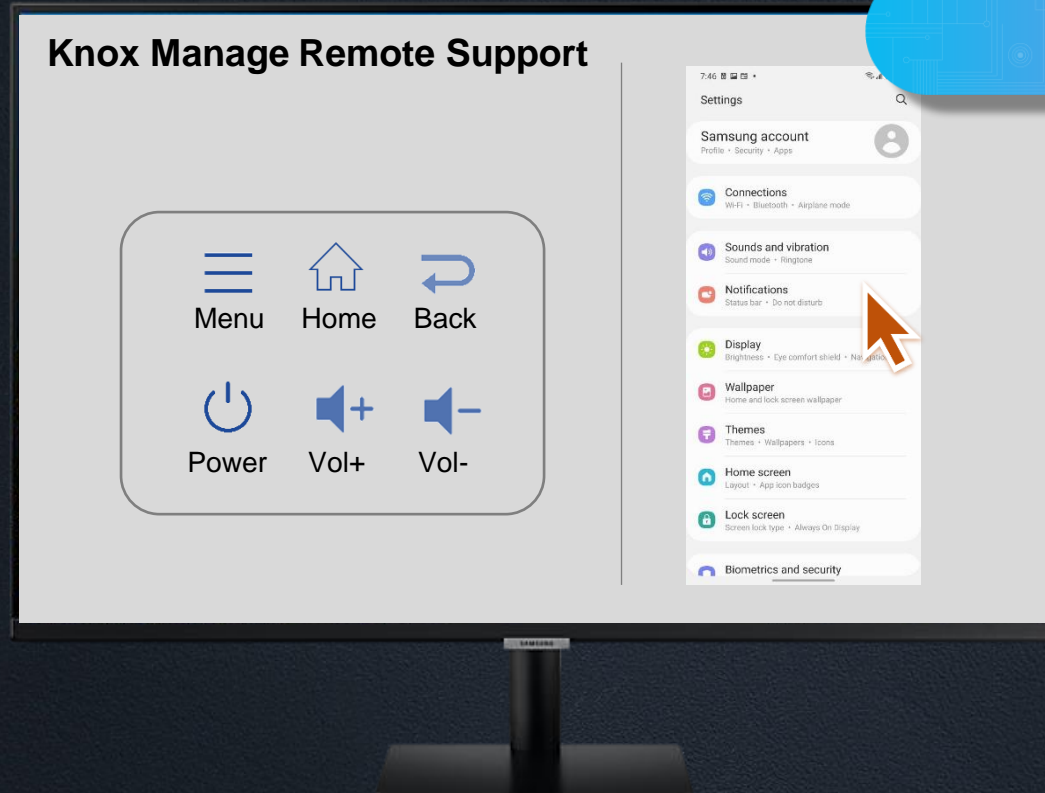 Knox Manage Remote Support
Menu Home Back
Power Vol+ Vol-
7:46
Settings
Samsung account
Profile • Security • Apps
Connections
Wi-Fi • Bluetooth • Airplane mode
Sounds and vibration
Sound mode • Ringtone
Notifications
Status bar • Do not disturb
Display
Brightness • Eye comfort shield •
Wallpaper
Home and lock screen wallpaper
Themes
Themes • Wallpapers • Icons
Home screen
Layout • App icon badges
Lock screen
Screen lock type • Always On Display
Biometrics and security
SAMSUNG